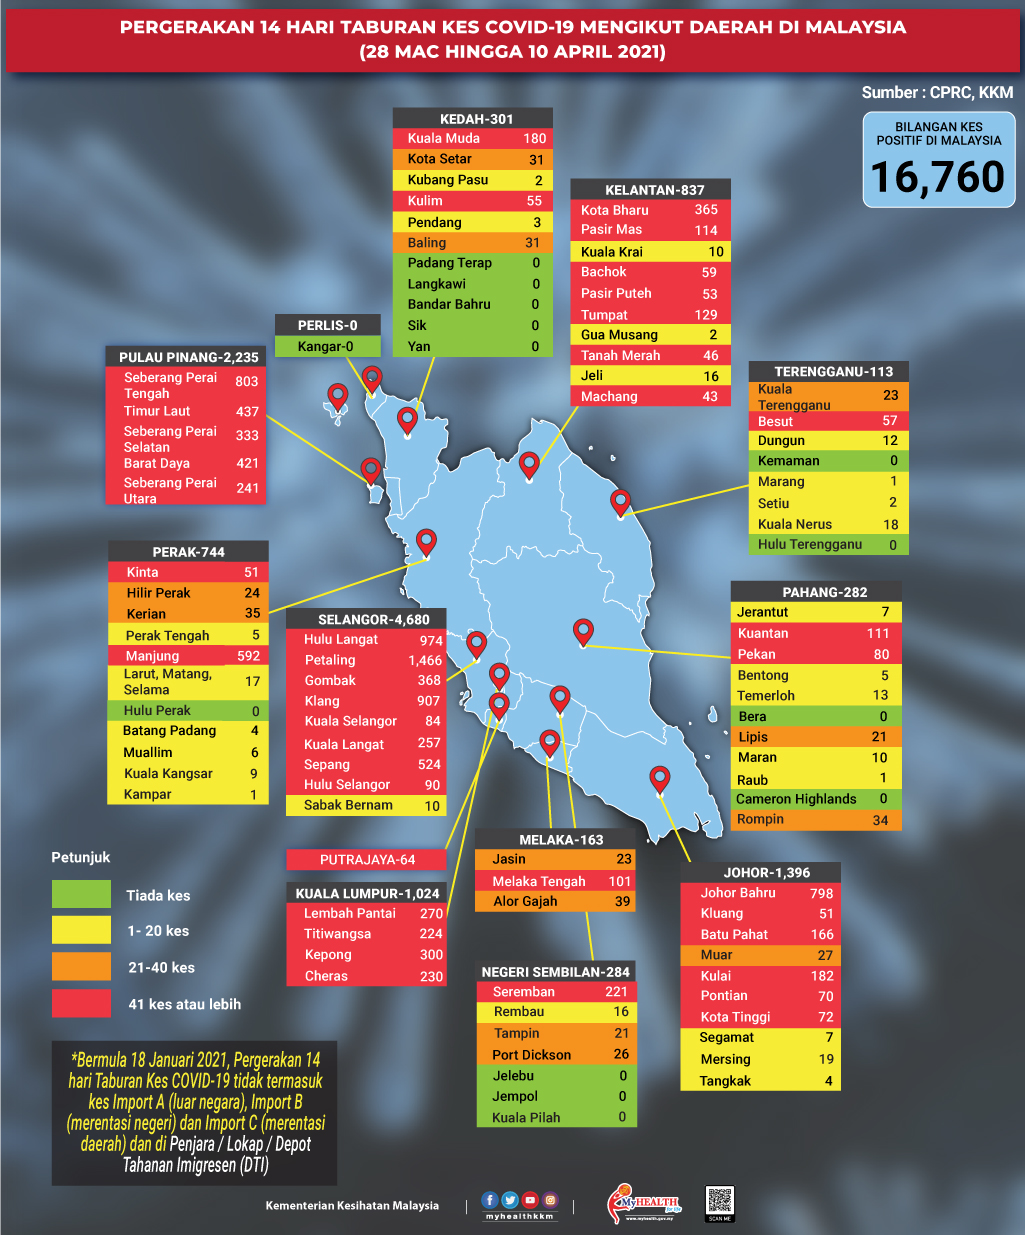 PERGERAKAN 14 HARI TABURAN KES COVID-19 MENGIKUT DAERAH DI MALAYSIA
(28 MAC HINGGA 10 APRIL 2021)
Sumber : CPRC, KKM
BILANGAN KES
POSITIF DI MALAYSIA
16,760
KEDAH-301
Kuala Muda 180
Kota Setar 31
Kubang Pasu 2
Kulim 55
Pendang 3
Baling 31
Padang Terap 0
Langkawi 0
Bandar Bahru 0
Sik 0
Yan 0
KELANTAN-837
Kota Bharu 365
Pasir Mas 114
Kuala Krai 10
Bachok 59
Pasir Puteh 53
Tumpat 129
Gua Musang 2
Tanah Merah 46
Jeli 16
Machang 43
PERLIS-0
Kangar-0
PULAU PINANG-2,235
Seberang Perai
Tengah 803
Timur Laut 437
Seberang Perai
Selatan 333
Barat Daya 421
Seberang Perai
Utara 241
TERENGGANU-113
Kuala
Terengganu 23
Besut 57
Dungun 12
Kemaman 0
Marang 1
Setiu 2
Kuala Nerus 18
Hulu Terengganu 0
PERAK-744
Kinta 51
Hilir Perak 24
Kerian 35
Perak Tengah 5
Manjung 592
Larut, Matang,
Selama 17
Hulu Perak 0
Batang Padang 4
Muallim 6
Kuala Kangsar 9
Kampar 1
SELANGOR-4,680
Hulu Langat 974
Petaling 1,466
Gombak 368
Klang 907
Kuala Selangor 84
Kuala Langat 257
Sepang 524
Hulu Selangor 90
Sabak Bernam 10
PAHANG-282
Jerantut 7
Kuantan 111
Pekan 80
Bentong 5
Temerloh 13
Bera 0
Lipis 21
Maran 10
Raub 1
Cameron Highlands 0
Rompin 34
PUTRAJAYA-64
KUALA LUMPUR-1,024
Lembah Pantai 270
Titiwangsa 224
Kepong 300
Cheras 230
MELAKA-163
Jasin 23
Melaka Tengah 101
Alor Gajah 39
NEGERI SEMBILAN-284
Seremban 221
Rembau 16
Tampin 21
Port Dickson 26
Jelebu 0
Jempol 0
Kuala Pilah 0
JOHOR-1,396
Johor Bahru 798
Kluang 51
Batu Pahat 166
Muar 27
Kulai 182
Pontian 70
Kota Tinggi 72
Segamat 7
Mersing 19
Tangkak 4
Petunjuk
Tiada kes
1- 20 kes
21-40 kes
41 kes atau lebih
*Bermula 18 Januari 2021, Pergerakan 14
hari Taburan Kes COVID-19 tidak termasuk
kes Import A (luar negara), Import B
(merentasi negeri) dan Import C (merentasi
daerah) dan di Penjara / Lokap / Depot
Tahanan Imigresen (DTI)
Kementerian Kesihatan Malaysia
myhealthkkm
MyHEALTH
for life
www.myhealth.gov.my
SCAN ME